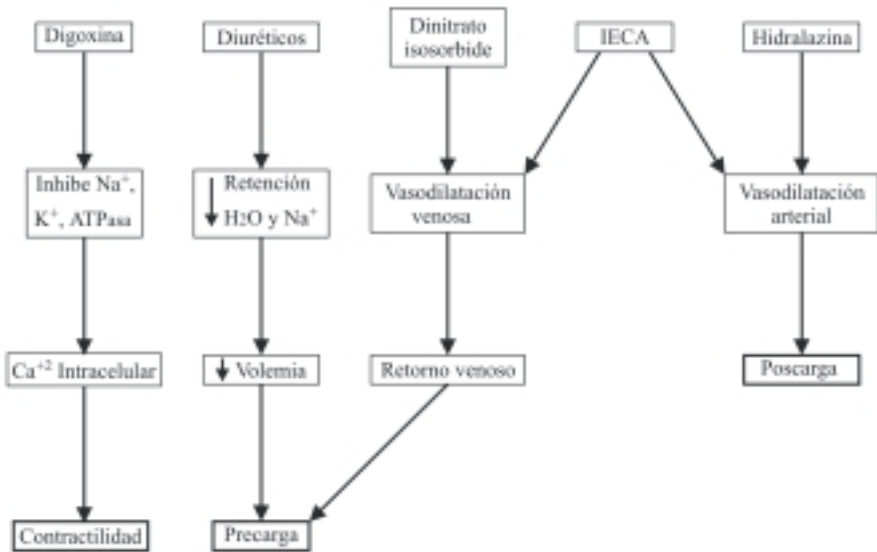 Digoxina
Diuréticos
Dinitrato
isosorbide
IECA
Hidralazina
Inhibe Na⁺,
K⁺, ATPasa
Retención
H2O y Na⁺
Vasodilatación
venosa
Vasodilatación
arterial
Ca⁺² Intracelular
Volemia
Retorno venoso
Poscarga
Contractilidad
Precarga